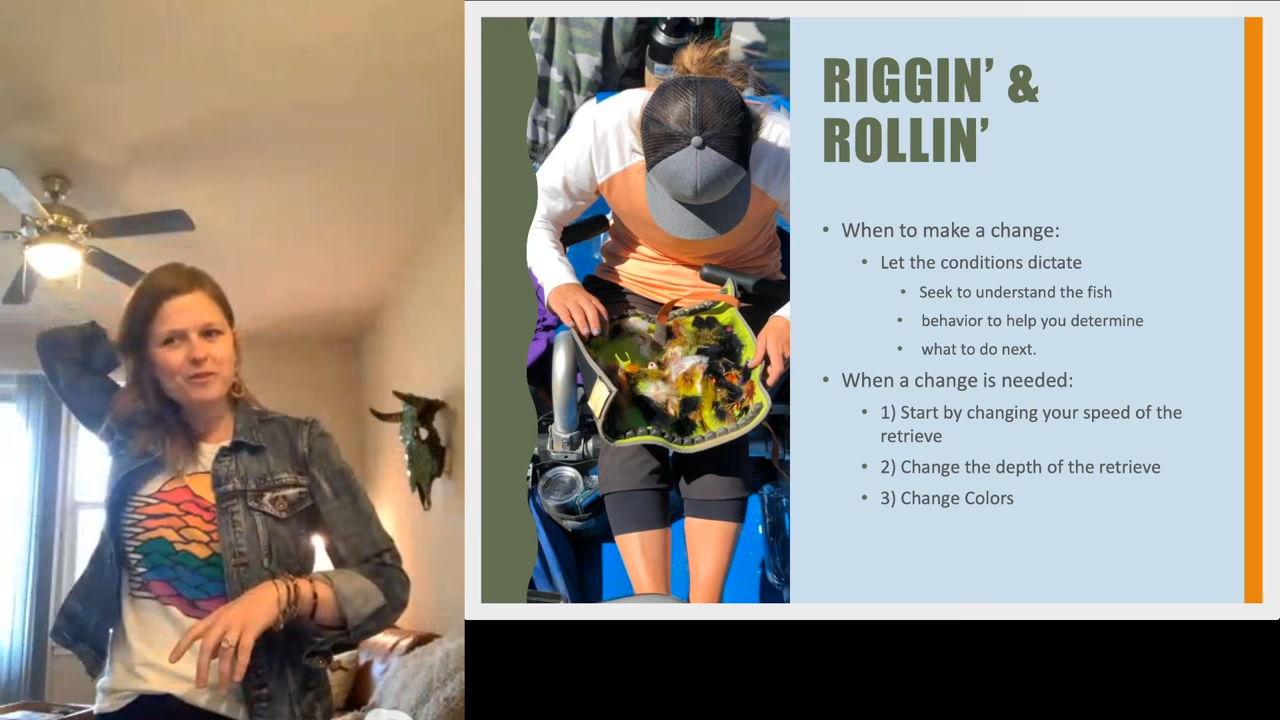 RIGGIN’ &
ROLLIN’
• When to make a change:
• Let the conditions dictate
• Seek to understand the fish
• behavior to help you determine
• what to do next.
• When a change is needed:
• 1) Start by changing your speed of the
retrieve
• 2) Change the depth of the retrieve
• 3) Change Colors